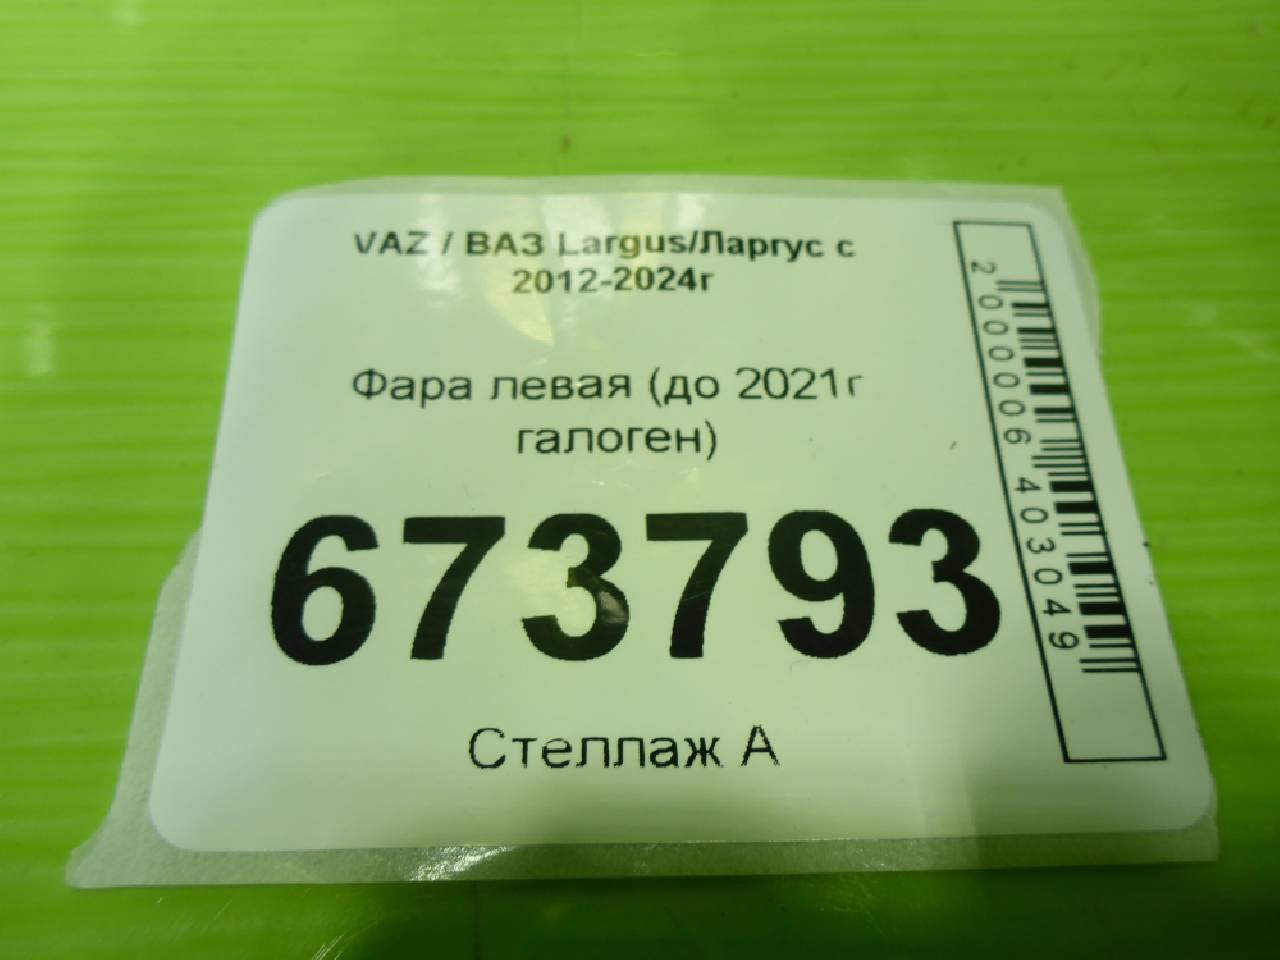 VAZ / ВАЗ Largus/Ларгус с
2012-2024г
Фара левая (до 2021г
галоген)
673793
Стеллаж А
2000006403049